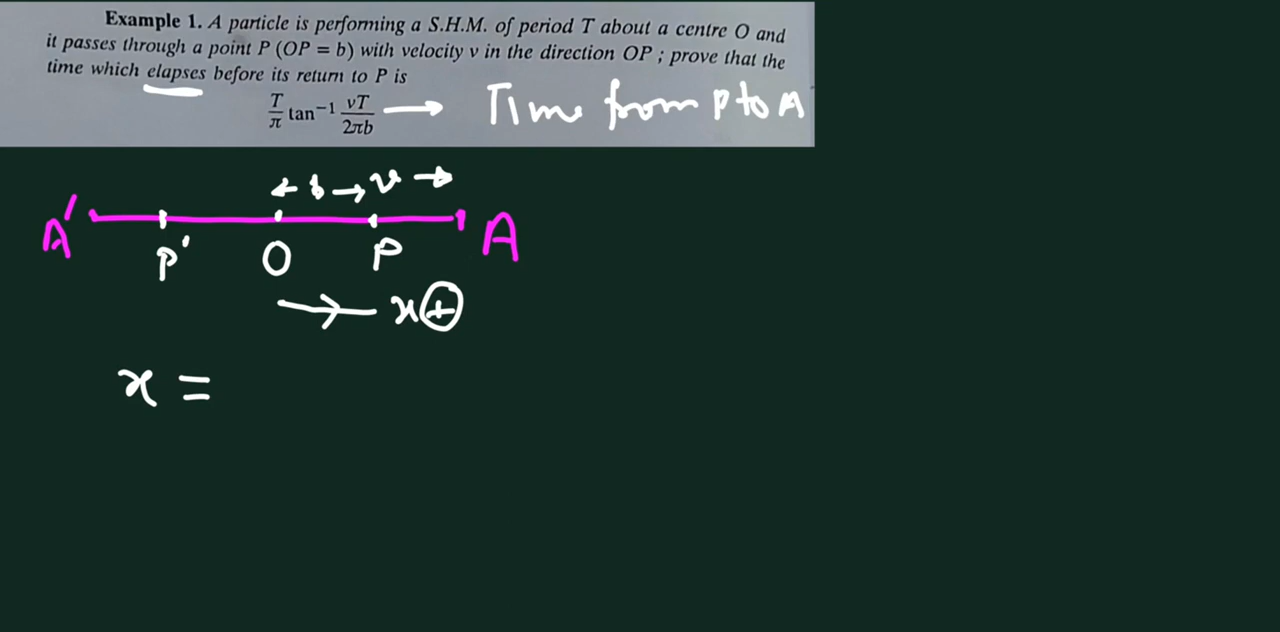 Example 1. A particle is performing a S.H.M. of period T about a centre O and
it passes through a point P (OP = b) with velocity v in the direction OP ; prove that the
time which elapses before its return to P is
T/π tan⁻¹ vT/2πb → Time from P to A
← b → v →
A' P' O P A
→ x ⊕
x =